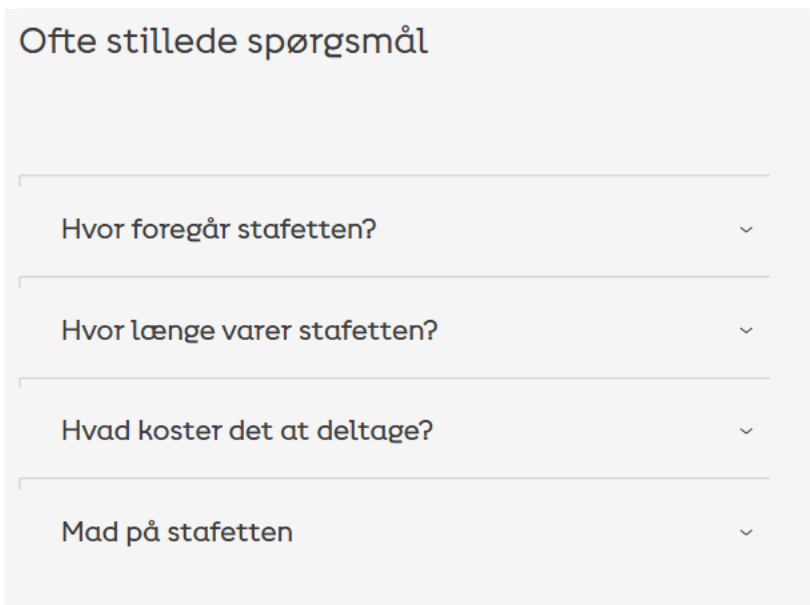 Ofte stillede spørgsmål
Hvor foregår stafetten?
Hvor længe varer stafetten?
Hvad koster det at deltage?
Mad på stafetten